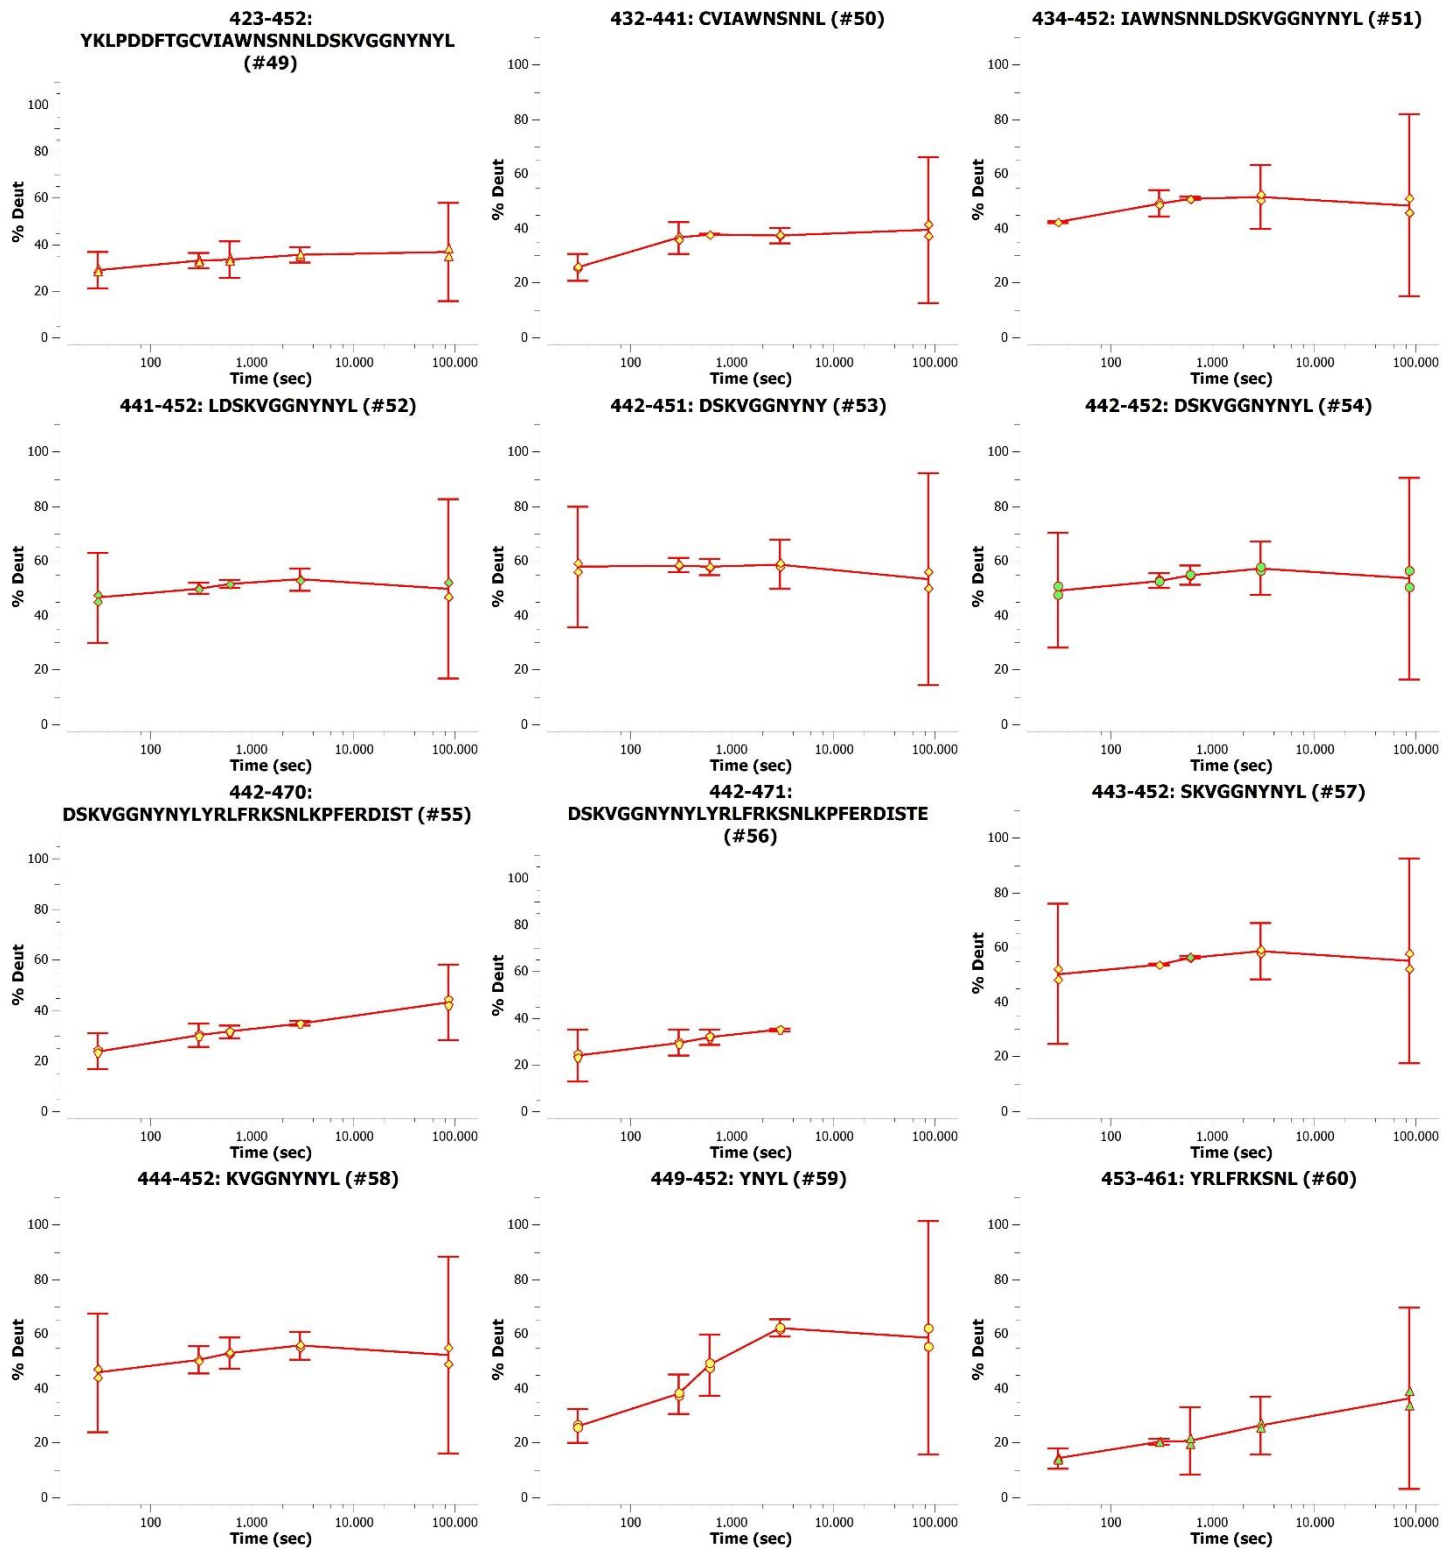 423-452:
YKLPDDFTGCVIAWNSNNLDSKVGGNYNYL
(#49)
% Deut
100
80
60
40
20
0
100 1.000 10.000 100.000
Time (sec)
432-441: CVIAWNSNNL (#50)
% Deut
100
80
60
40
20
0
100 1.000 10.000 100.000
Time (sec)
434-452: IAWNSNNLDSKVGGNYNYL (#51)
% Deut
100
80
60
40
20
0
100 1.000 10.000 100.000
Time (sec)
441-452: LDSKVGGNYNYL (#52)
% Deut
100
80
60
40
20
0
100 1.000 10.000 100.000
Time (sec)
442-451: DSKVGGNYNY (#53)
% Deut
100
80
60
40
20
0
100 1.000 10.000 100.000
Time (sec)
442-452: DSKVGGNYNYL (#54)
% Deut
100
80
60
40
20
0
100 1.000 10.000 100.000
Time (sec)
442-470:
DSKVGGNYNYLYRLFRKSNLKPFERDIST (#55)
% Deut
100
80
60
40
20
0
100 1.000 10.000 100.000
Time (sec)
442-471:
DSKVGGNYNYLYRLFRKSNLKPFERDISTE
(#56)
% Deut
100
80
60
40
20
0
100 1.000 10.000 100.000
Time (sec)
443-452: SKVGGNYNYL (#57)
% Deut
100
80
60
40
20
0
100 1.000 10.000 100.000
Time (sec)
444-452: KVGGNYNYL (#58)
% Deut
100
80
60
40
20
0
100 1.000 10.000 100.000
Time (sec)
449-452: YNYL (#59)
% Deut
100
80
60
40
20
0
100 1.000 10.000 100.000
Time (sec)
453-461: YRLFRKSNL (#60)
% Deut
100
80
60
40
20
0
100 1.000 10.000 100.000
Time (sec)